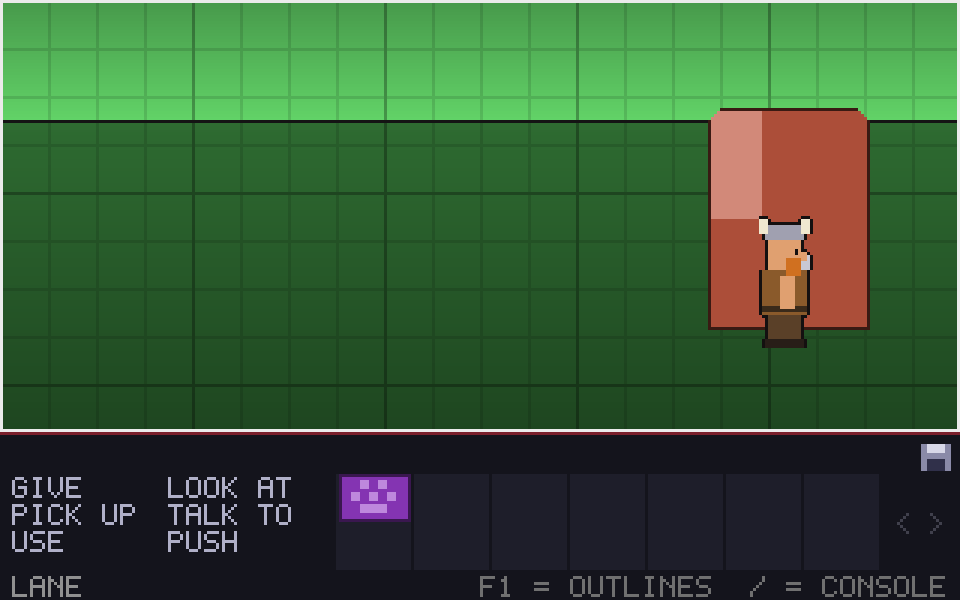 GIVE LOOK AT
PICK UP TALK TO
USE PUSH
LANE F1 = OUTLINES / = CONSOLE